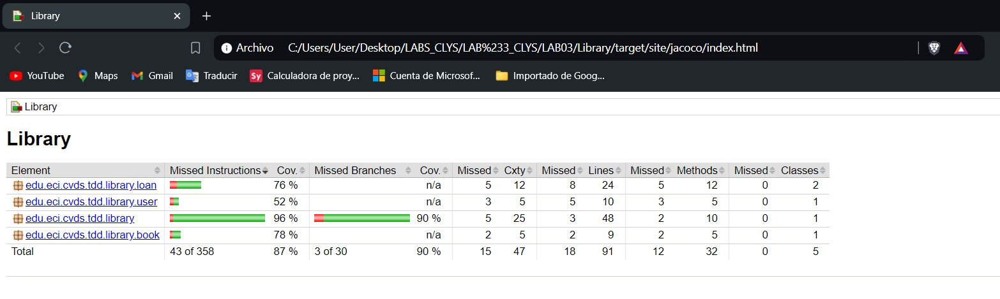 Library
Archivo C:/Users/User/Desktop/LABS_CLYS/LAB%233_CLYS/LAB03/Library/target/site/jacoco/index.html
YouTube Maps Gmail Traducir Sy Calculadora de proy... Cuenta de Microsof... Importado de Goog...
Library
Library
Element Missed Instructions Cov. Missed Branches Cov. Missed Cxty Missed Lines Missed Methods Missed Classes
edu.eci.cvds.tdd.library.loan 76 % n/a 5 12 8 24 5 12 0 2
edu.eci.cvds.tdd.library.user 52 % n/a 3 5 5 10 3 5 0 1
edu.eci.cvds.tdd.library 96 % 90 % 5 25 3 48 2 10 0 1
edu.eci.cvds.tdd.library.book 78 % n/a 2 5 2 9 2 5 0 1
Total 43 of 358 87 % 3 of 30 90 % 15 47 18 91 12 32 0 5